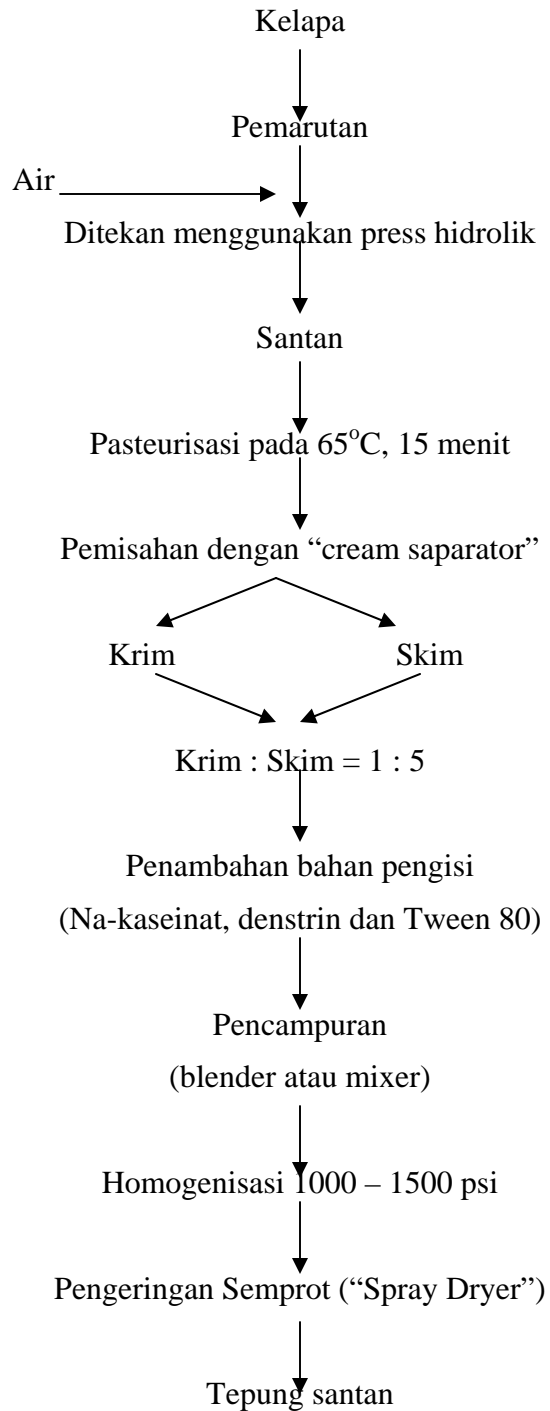 Kelapa
Pemarutan
Air
Ditekan menggunakan press hidrolik
Santan
Pasteurisasi pada 65°C, 15 menit
Pemisahan dengan “cream saparator”
Krim Skim
Krim : Skim = 1 : 5
Penambahan bahan pengisi
(Na-kaseinat, denstrin dan Tween 80)
Pencampuran
(blender atau mixer)
Homogenisasi 1000 – 1500 psi
Pengeringan Semprot (“Spray Dryer”)
Tepung santan